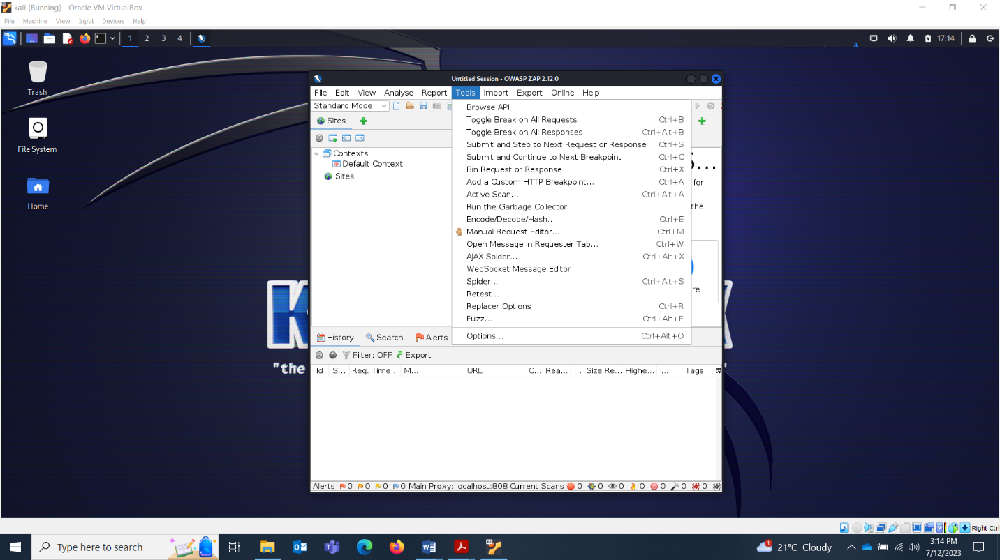 kali [Running] - Oracle VM VirtualBox
File Machine View Input Devices Help
1 2 3 4 17:14
Trash
File System
Home
Untitled Session - OWASP ZAP 2.12.0
File Edit View Analyse Report Tools Import Export Online Help
Standard Mode
Sites
Contexts
Default Context
Sites
Browse API
Toggle Break on All Requests Ctrl+B
Toggle Break on All Responses Ctrl+Alt+B
Submit and Step to Next Request or Response Ctrl+S
Submit and Continue to Next Breakpoint Ctrl+C
Bin Request or Response Ctrl+X
Add a Custom HTTP Breakpoint... Ctrl+A
Active Scan... Ctrl+Alt+A
Run the Garbage Collector
Encode/Decode/Hash... Ctrl+E
Manual Request Editor... Ctrl+M
Open Message in Requester Tab... Ctrl+W
AJAX Spider... Ctrl+Alt+X
WebSocket Message Editor
Spider... Ctrl+Alt+S
Retest...
Replacer Options Ctrl+R
Fuzz... Ctrl+Alt+F
Options... Ctrl+Alt+O
for
the
re
K
"the
History Search Alerts
Filter: OFF Export
Id S... Req. Time... M... URL C... Rea... ... Size Re... Highe... ... Tags
Alerts 0 0 0 0 Main Proxy: localhost:808 Current Scans 0 0 0 0 0 0 0
Right Ctrl
Type here to search
1 21°C Cloudy
3:14 PM
7/12/2023